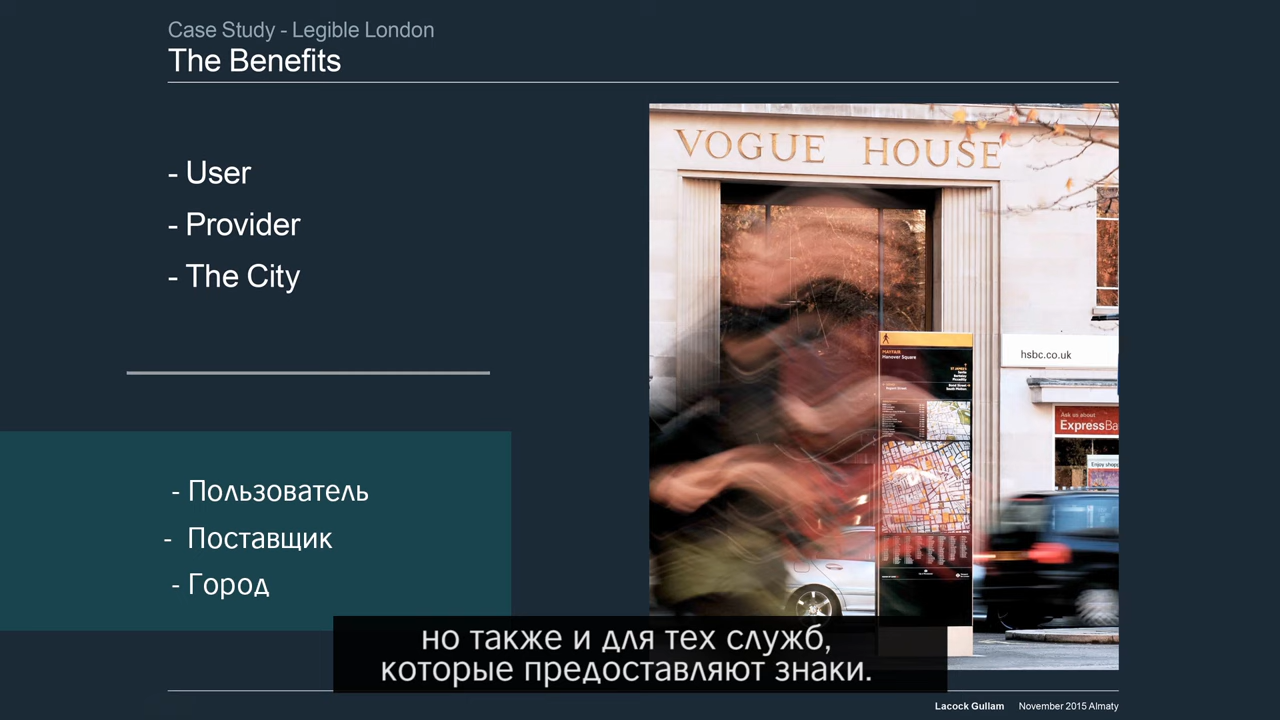 Case Study - Legible London
The Benefits
- User
- Provider
- The City
- Пользователь
- Поставщик
- Город
VOGUE HOUSE
MAYFAIR
Hanover Square
hsbc.co.uk
Ask us about
ExpressBa
Enjoy shopp
но также и для тех служб,
которые предоставляют знаки.
Lacock Gullam November 2015 Almaty